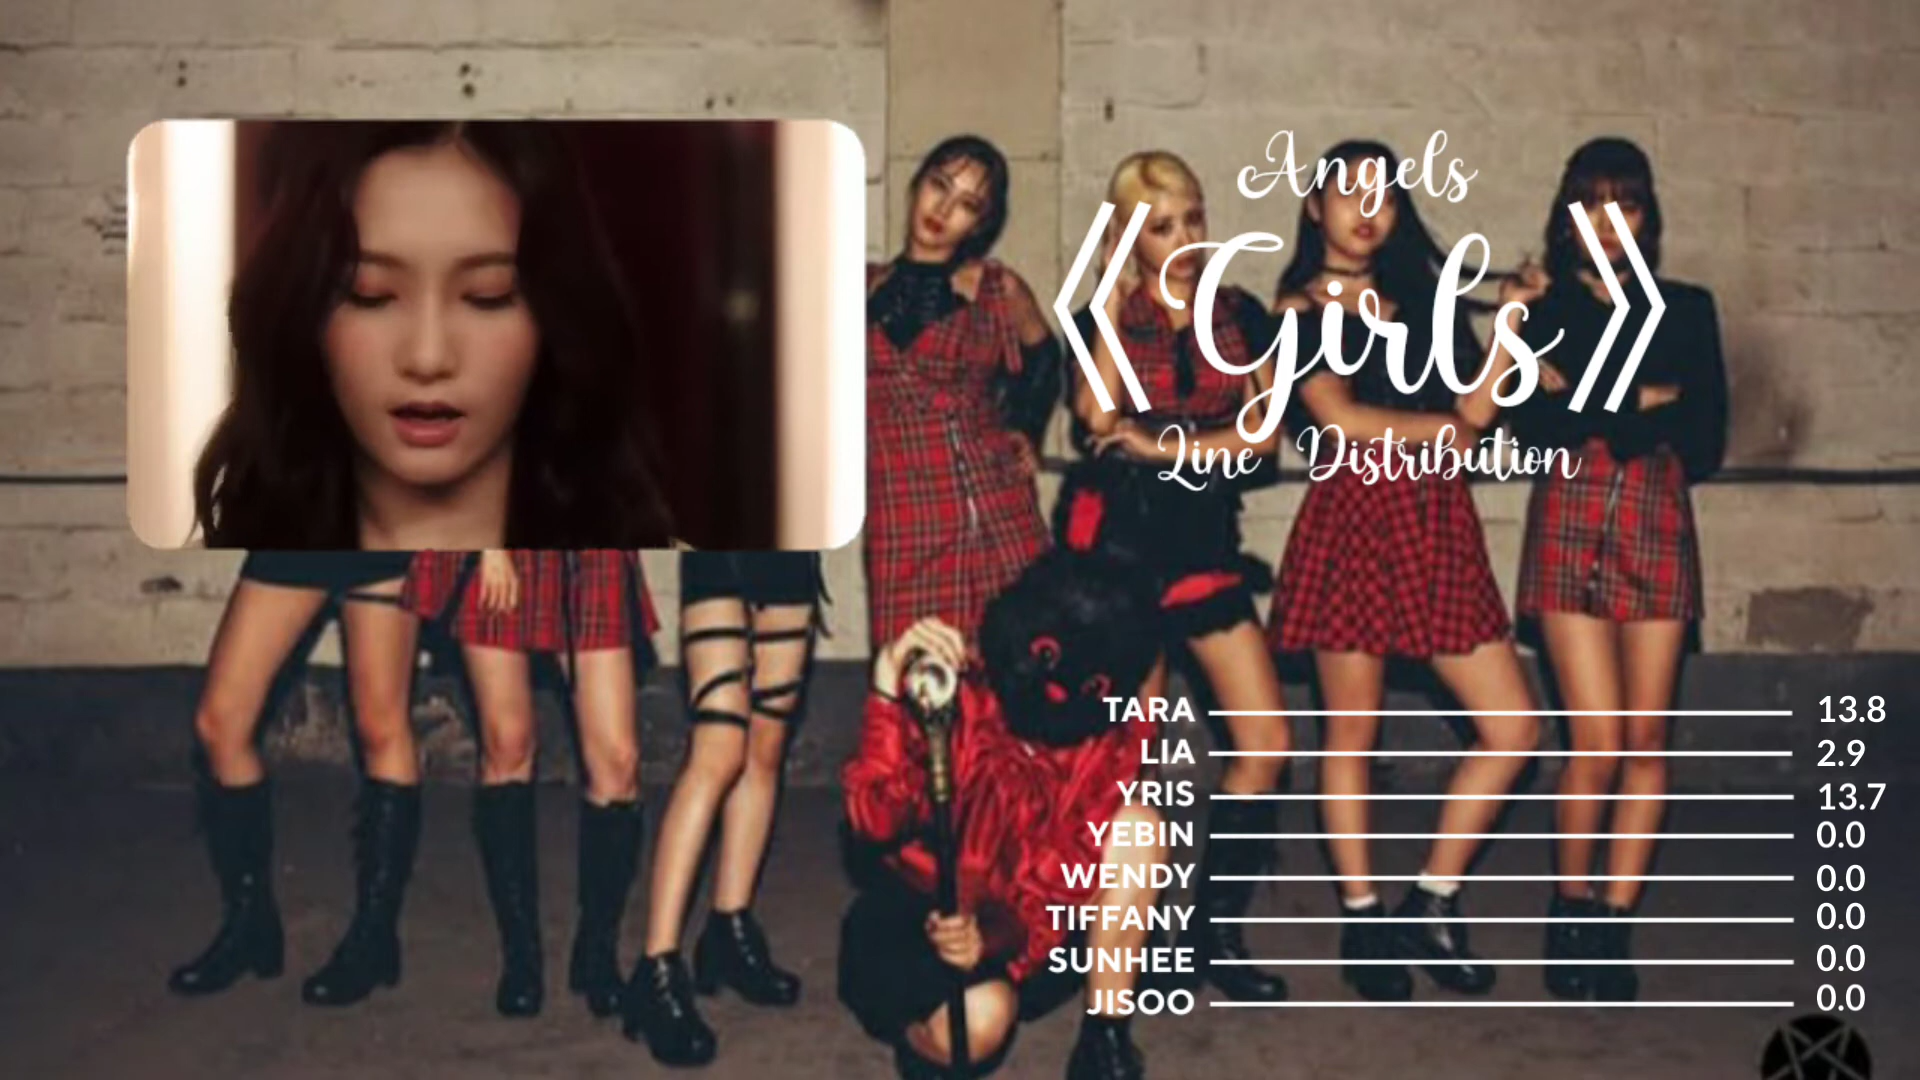 Angels
《Girls》
Line Distribution
TARA 13.8
LIA 2.9
YRIS 13.7
YEBIN 0.0
WENDY 0.0
TIFFANY 0.0
SUNHEE 0.0
JISOO 0.0